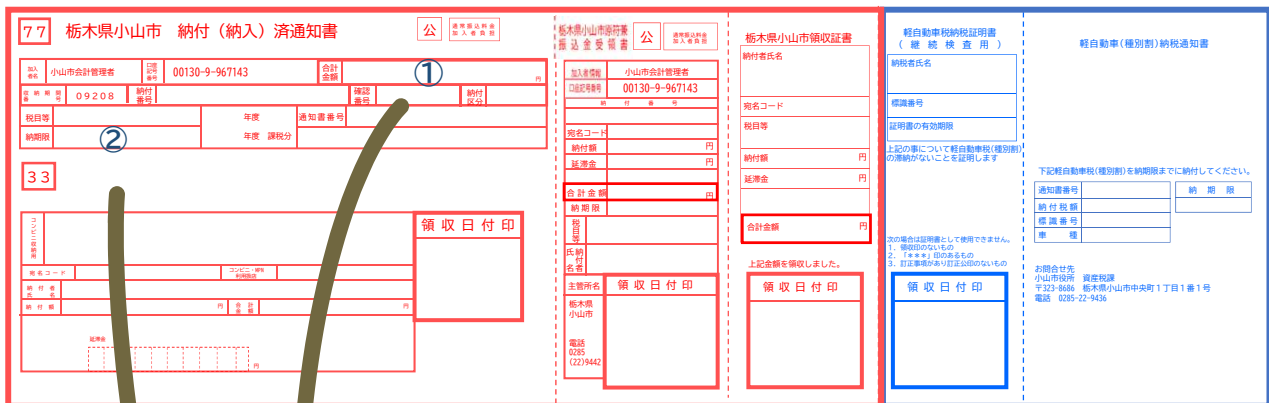 77 栃木県小山市 納付（納入）済通知書
公
通常振込料金
加入者負担
加入
者名
小山市会計管理者
口座
記号
番号
00130-9-967143
合計
金額
①
円
収納期間
番号
09208
納付
番号
確認
番号
納付
区分
税目等
年度
通知書番号
納期限
②
年度 課税分
33
コンビニ収納用
領収日付印
宛名コード
納付者
氏名
納付額
円
合計
金額
円
延滞金
円
栃木県小山市原符兼
振込金受領書
公
通常振込料金
加入者負担
加入者情報
小山市会計管理者
口座記号番号
00130-9-967143
納付番号
宛名コード
納付額
円
延滞金
円
合計金額
円
納期限
税目等
氏納付名者
主管所名
領収日付印
栃木県
小山市
電話
0285
(22)9442
栃木県小山市領収証書
納付者氏名
宛名コード
税目等
納付額
円
延滞金
円
合計金額
円
上記金額を領収しました。
領収日付印
軽自動車税納税証明書
（継続検査用）
納税者氏名
標識番号
証明書の有効期限
上記の事について軽自動車税(種別割)
の滞納がないことを証明します
次の場合は証明書として使用できません。
1. 領収印のないもの
2. 「＊＊＊」印のあるもの
3. 訂正事項があり訂正公印のないもの
領収日付印
軽自動車(種別割)納税通知書
下記軽自動車税(種別割)を納期限までに納付してください。
通知書番号
納期限
納付税額
標識番号
車種
お問合せ先
小山市役所 資産税課
〒323-8686 栃木県小山市中央町1丁目1番1号
電話 0285-22-9436